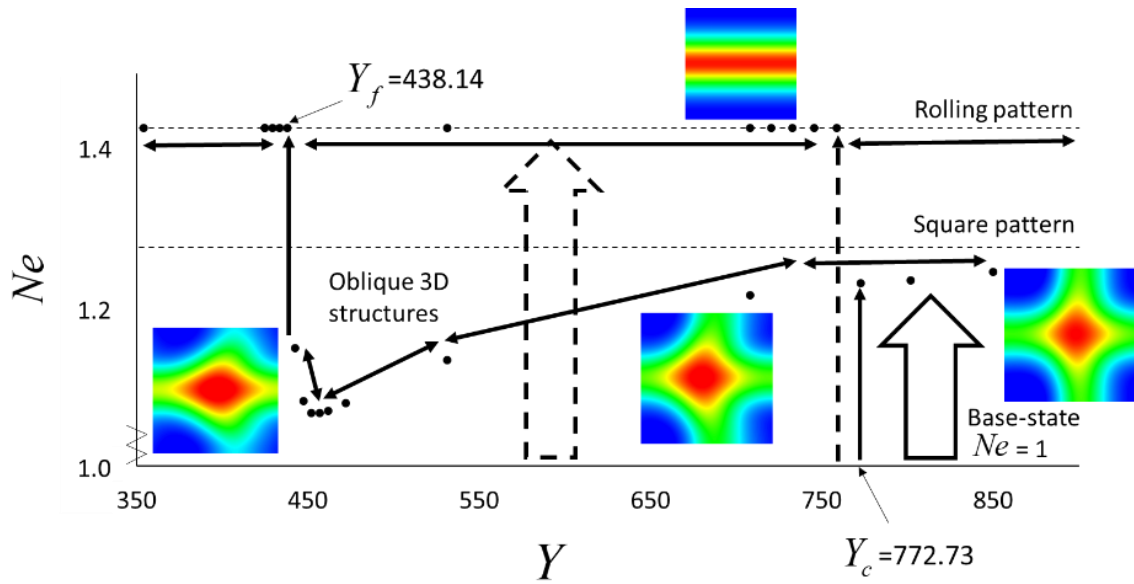 Y_f =438.14
Rolling pattern
1.4
Square pattern
Ne
Oblique 3D
structures
1.2
Base-state
Ne = 1
1.0
350 450 550 650 750 850
Y
Y_c =772.73